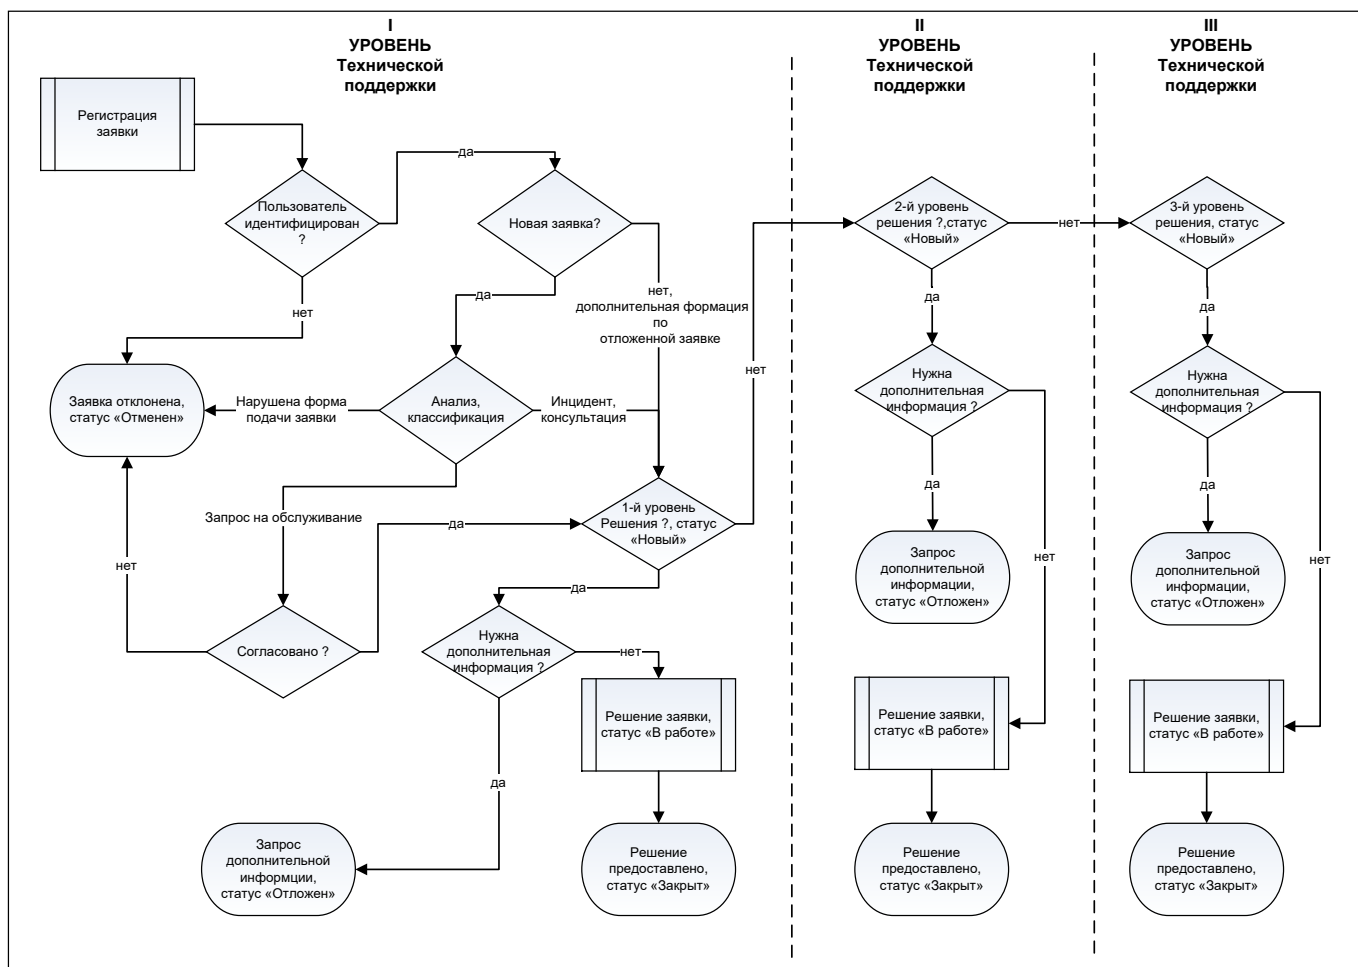 I
УРОВЕНЬ
Технической
поддержки
II
УРОВЕНЬ
Технической
поддержки
III
УРОВЕНЬ
Технической
поддержки
Регистрация
заявки
да
Пользователь
идентифицирован
?
Новая заявка?
2-й уровень
решения ?,статус
«Новый»
нет
3-й уровень
решения, статус
«Новый»
нет
да
нет,
дополнительная формация
по
отложенной заявке
да
да
нет
Заявка отклонена,
статус «Отменен»
Нарушена форма
подачи заявки
Анализ,
классификация
Инцидент,
консультация
Нужна
дополнительная
информация ?
Нужна
дополнительная
информация ?
да
да
Запрос на обслуживание
да
1-й уровень
Решения ?, статус
«Новый»
нет
Запрос
дополнительной
информации,
статус «Отложен»
нет
Запрос
дополнительной
информации,
статус «Отложен»
нет
да
Согласовано ?
Нужна
дополнительная
информация ?
нет
Решение заявки,
статус «В работе»
Решение заявки,
статус «В работе»
Решение заявки,
статус «В работе»
да
Запрос
дополнительной
информции,
статус «Отложен»
Решение
предоставлено,
статус «Закрыт»
Решение
предоставлено,
статус «Закрыт»
Решение
предоставлено,
статус «Закрыт»